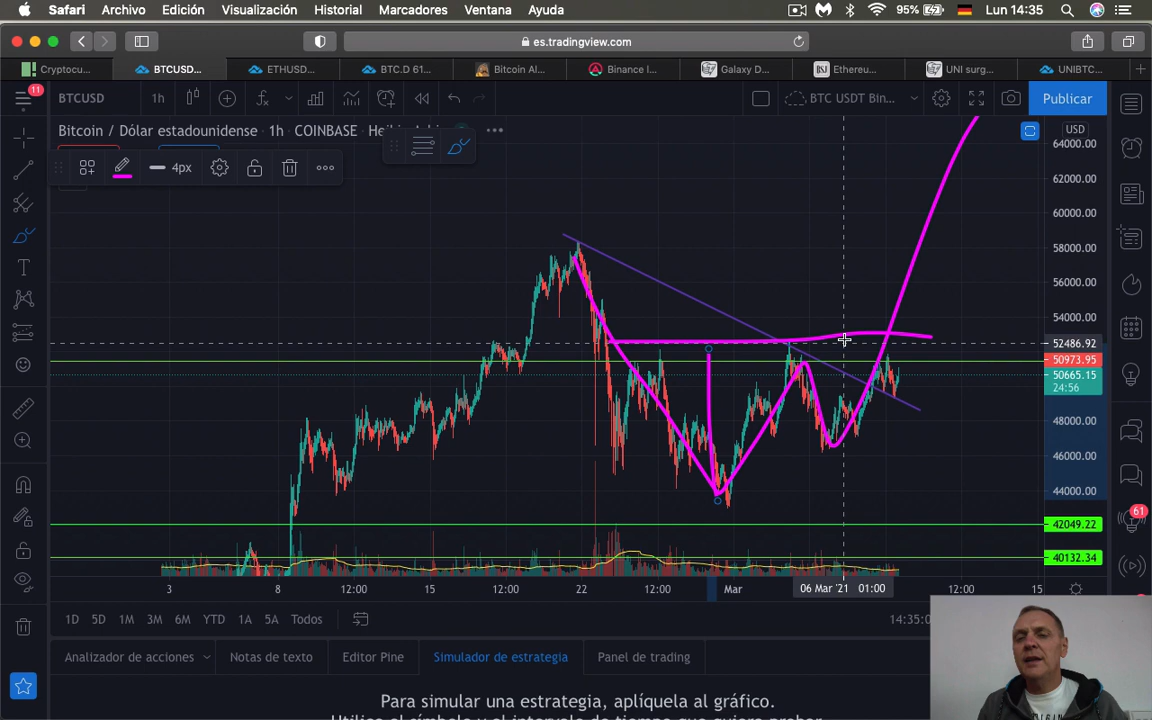 Safari Archivo Edición Visualización Historial Marcadores Ventana Ayuda 95% Lun 14:35
es.tradingview.com
Cryptocu... BTCUSD... ETHUSD... BTC.D 61... Bitcoin Al... Binance I... Galaxy D... Ethereu... UNI surg... UNIBTC...
11 BTCUSD 1h BTC USDT Bin... Publicar
Bitcoin / Dólar estadounidense · 1h · COINBASE
USD
4px
64000.00
62000.00
60000.00
58000.00
56000.00
54000.00
52486.92
50973.95
50665.15
24:56
48000.00
46000.00
44000.00
42049.22
61
40132.34
3 8 12:00 15 12:00 22 12:00 Mar 06 Mar '21 01:00 12:00 15
1D 5D 1M 3M 6M YTD 1A 5A Todos 14:35:0
Analizador de acciones Notas de texto Editor Pine Simulador de estrategia Panel de trading
Para simular una estrategia, aplíquela al gráfico.